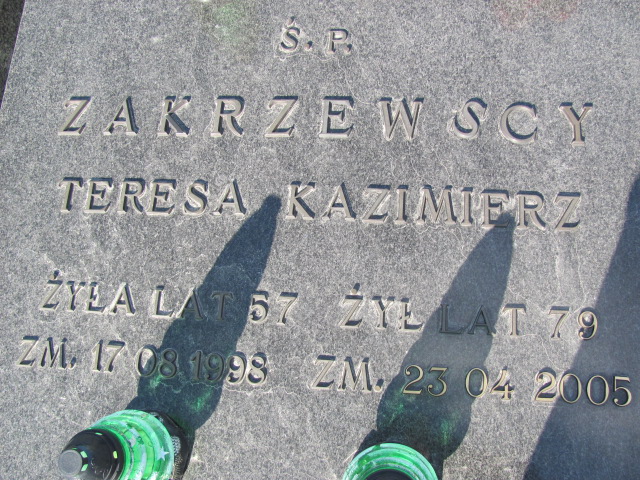 Ś. P.
ZAKRZEWSCY
TERESA KAZIMIERZ
ŻYŁA LAT 57 ŻYŁ LAT 79
ZM. 17 08 1998 ZM. 23 04 2005